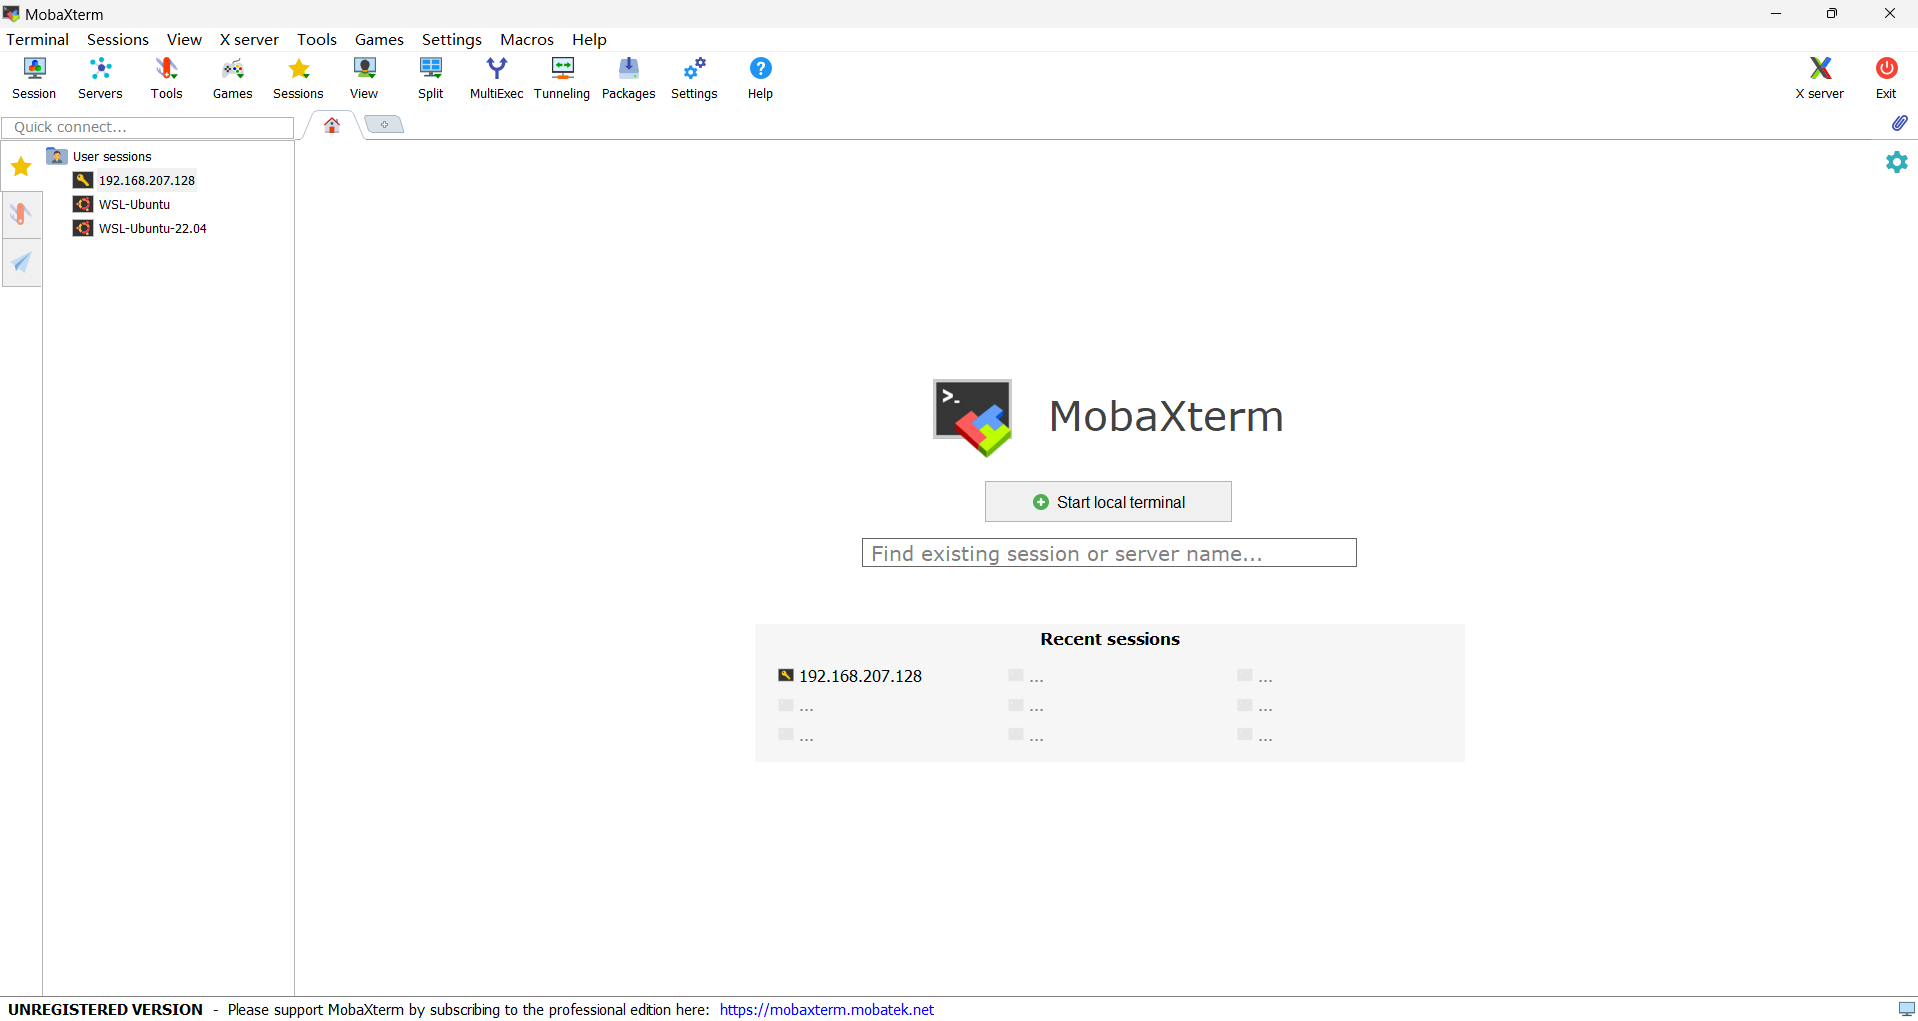 MobaXterm
Terminal Sessions View X server Tools Games Settings Macros Help
Session Servers Tools Games Sessions View Split MultiExec Tunneling Packages Settings Help X server Exit
Quick connect...
User sessions
192.168.207.128
WSL-Ubuntu
WSL-Ubuntu-22.04
>_
MobaXterm
Start local terminal
Find existing session or server name...
Recent sessions
192.168.207.128 ... ...
... ... ...
... ... ...
UNREGISTERED VERSION - Please support MobaXterm by subscribing to the professional edition here: https://mobaxterm.mobatek.net